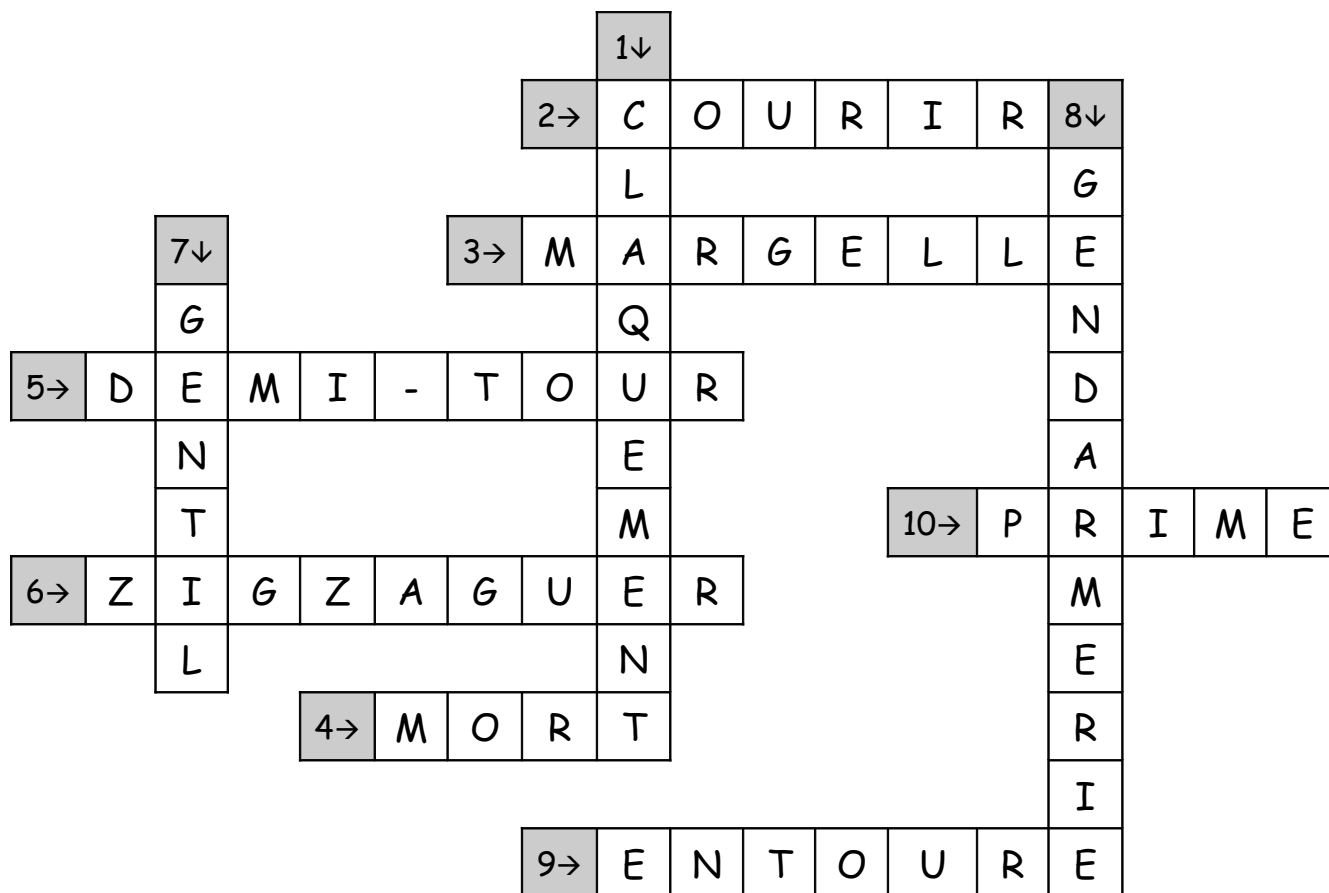 1↓
2→ C O U R I R 8↓
L G
7↓ 3→ M A R G E L L E
G Q N
5→ D E M I - T O U R D
N E A
T M 10→ P R I M E
6→ Z I G Z A G U E R M
L N E
4→ M O R T R
I
9→ E N T O U R E